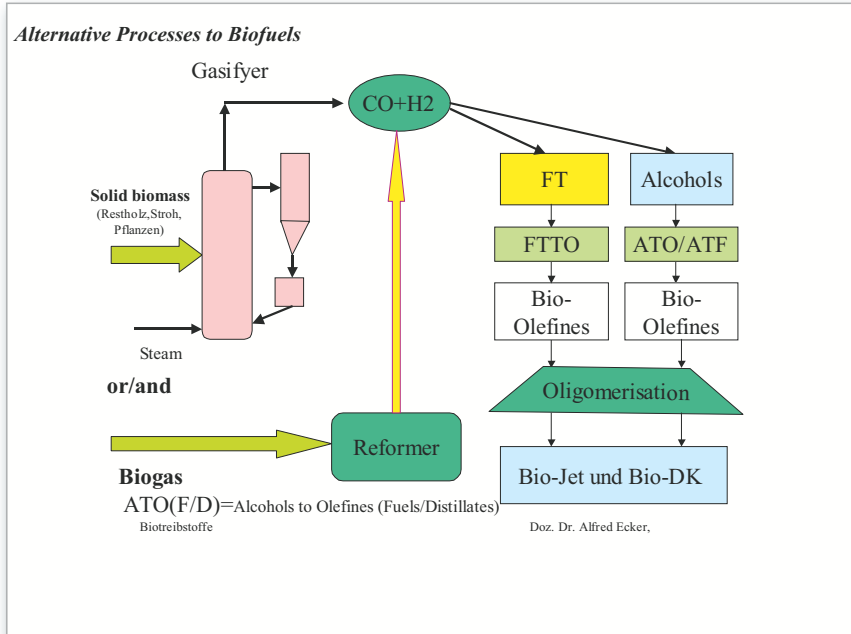 Alternative Processes to Biofuels
Gasifyer
CO+H2
Solid biomass
(Restholz,Stroh,
Pflanzen)
FT
Alcohols
FTTO
ATO/ATF
Bio-
Olefines
Bio-
Olefines
Steam
or/and
Oligomerisation
Reformer
Biogas
Bio-Jet und Bio-DK
ATO(F/D)=Alcohols to Olefines (Fuels/Distillates)
Biotreibstoffe
Doz. Dr. Alfred Ecker,